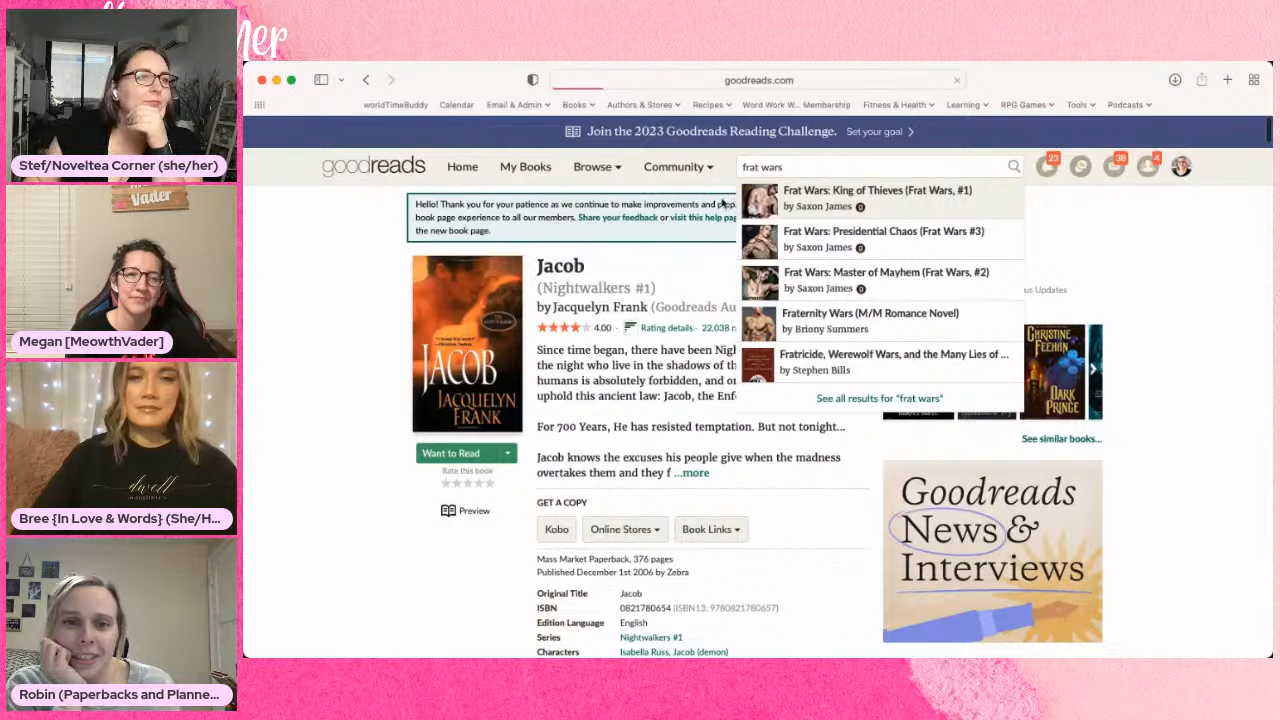 ner
Stef/Noveltea Corner (she/her)
Vader
Megan [MeowthVader]
dwell
Bree {In Love & Words} (She/H...
Robin (Paperbacks and Planne...
goodreads.com
worldTimeBuddy Calendar Email & Admin Books Authors & Stores Recipes Word Work W... Membership Fitness & Health Learning RPG Games Tools Podcasts
Join the 2023 Goodreads Reading Challenge. Set your goal
goodreads Home My Books Browse Community frat wars 23 38 4
Hello! Thank you for your patience as we continue to make improvements and
book page experience to all our members. Share your feedback or visit this help
the new book page.
Frat Wars: King of Thieves (Frat Wars, #1)
by Saxon James
Frat Wars: Presidential Chaos (Frat Wars #3)
by Saxon James
Frat Wars: Master of Mayhem (Frat Wars, #2)
by Saxon James
Fraternity Wars (M/M Romance Novel)
by Briony Summers
Fratricide, Werewolf Wars, and the Many Lies of ...
by Stephen Bills
See all results for "frat wars"
JACOB
JACQUELYN
FRANK
Want to Read
Rate this book
Preview
Jacob
(Nightwalkers #1)
by Jacquelyn Frank (Goodreads Au
4.00 Rating details · 22,038
Since time began, there have been Nigh
the night who live in the shadows of th
humans is absolutely forbidden, and or
uphold this ancient law: Jacob, the Enf
For 700 Years, He has resisted temptation. But not tonight...
Jacob knows the excuses his people give when the madness
overtakes them and they f ...more
GET A COPY
Kobo Online Stores Book Links
Mass Market Paperback, 376 pages
Published December 1st 2006 by Zebra
Original Title Jacob
ISBN 0821780654 (ISBN13: 9780821780657)
Edition Language English
Series Nightwalkers #1
Characters Isabella Russ, Jacob (demon)
us Updates
CHRISTINE
FEEHAN
DARK
PRINCE
See similar books...
Goodreads
News &
Interviews